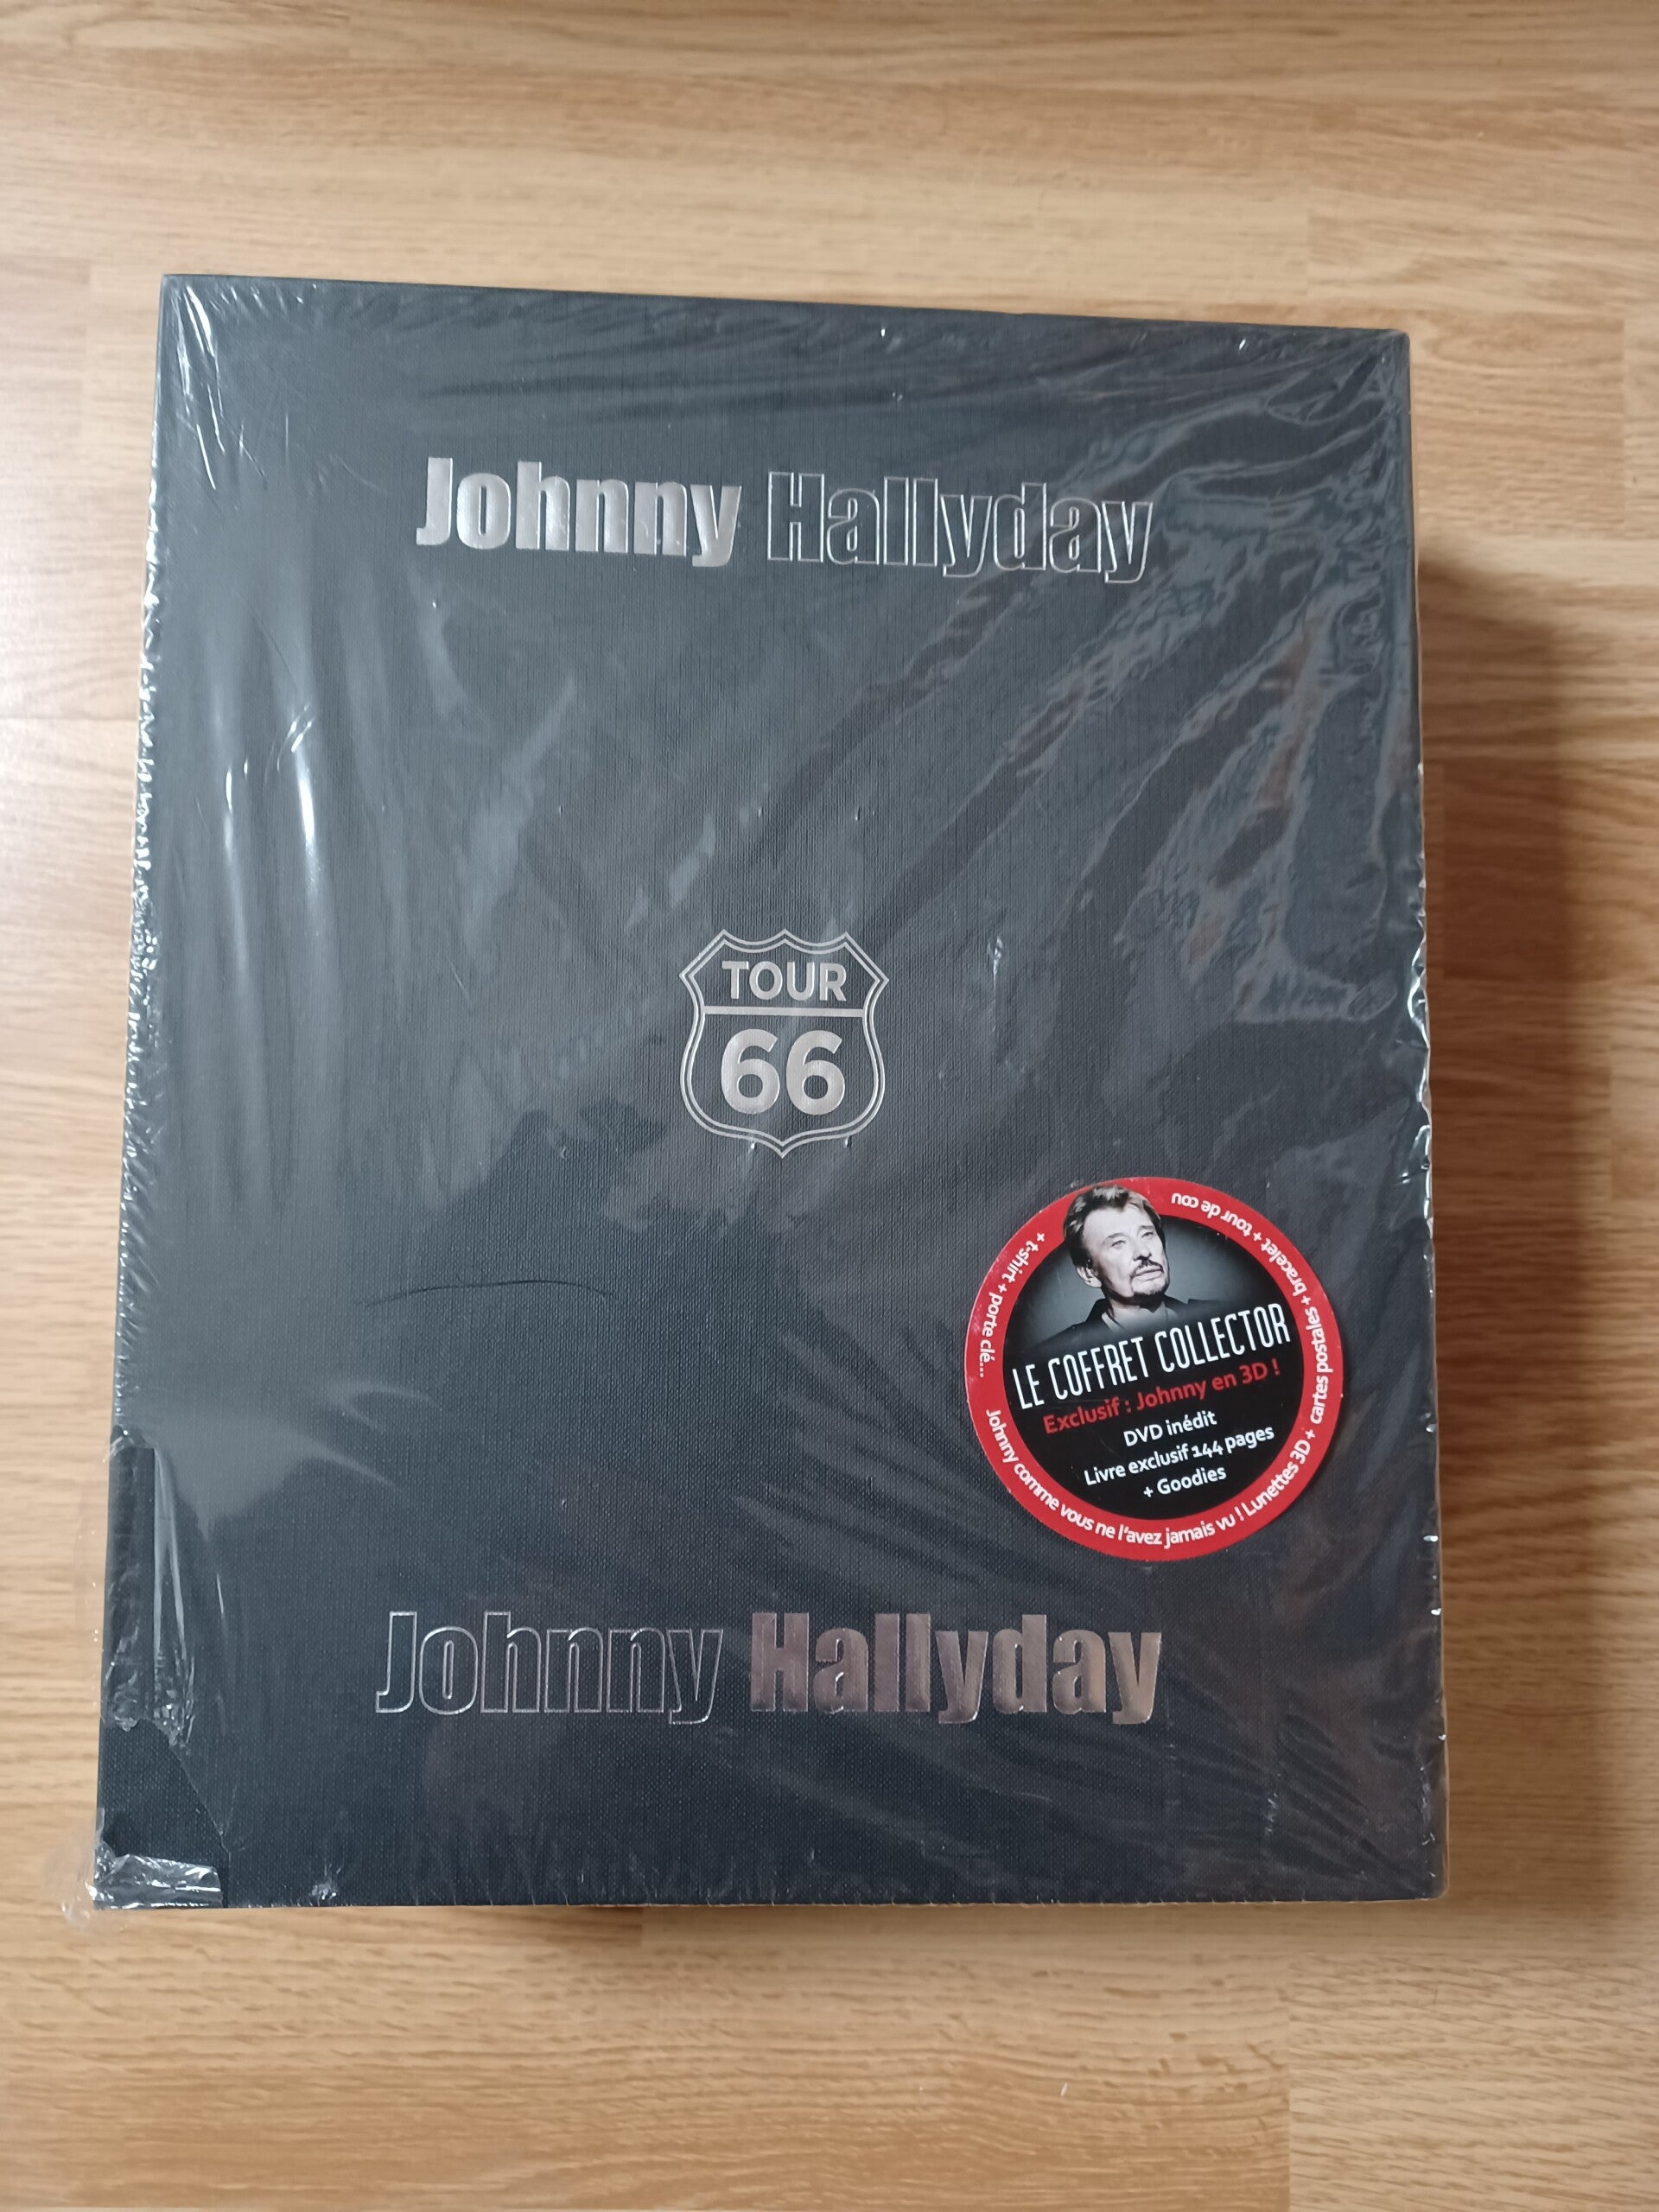 Johnny Hallyday
TOUR
66
LE COFFRET COLLECTOR
Exclusif : Johnny en 3D !
DVD inédit
Livre exclusif 144 pages
+ Goodies
Johnny comme vous ne l'avez jamais vu ! Lunettes 3D + cartes postales + bracelet + tour de cou + t-shirt + porte clé...
Johnny Hallyday